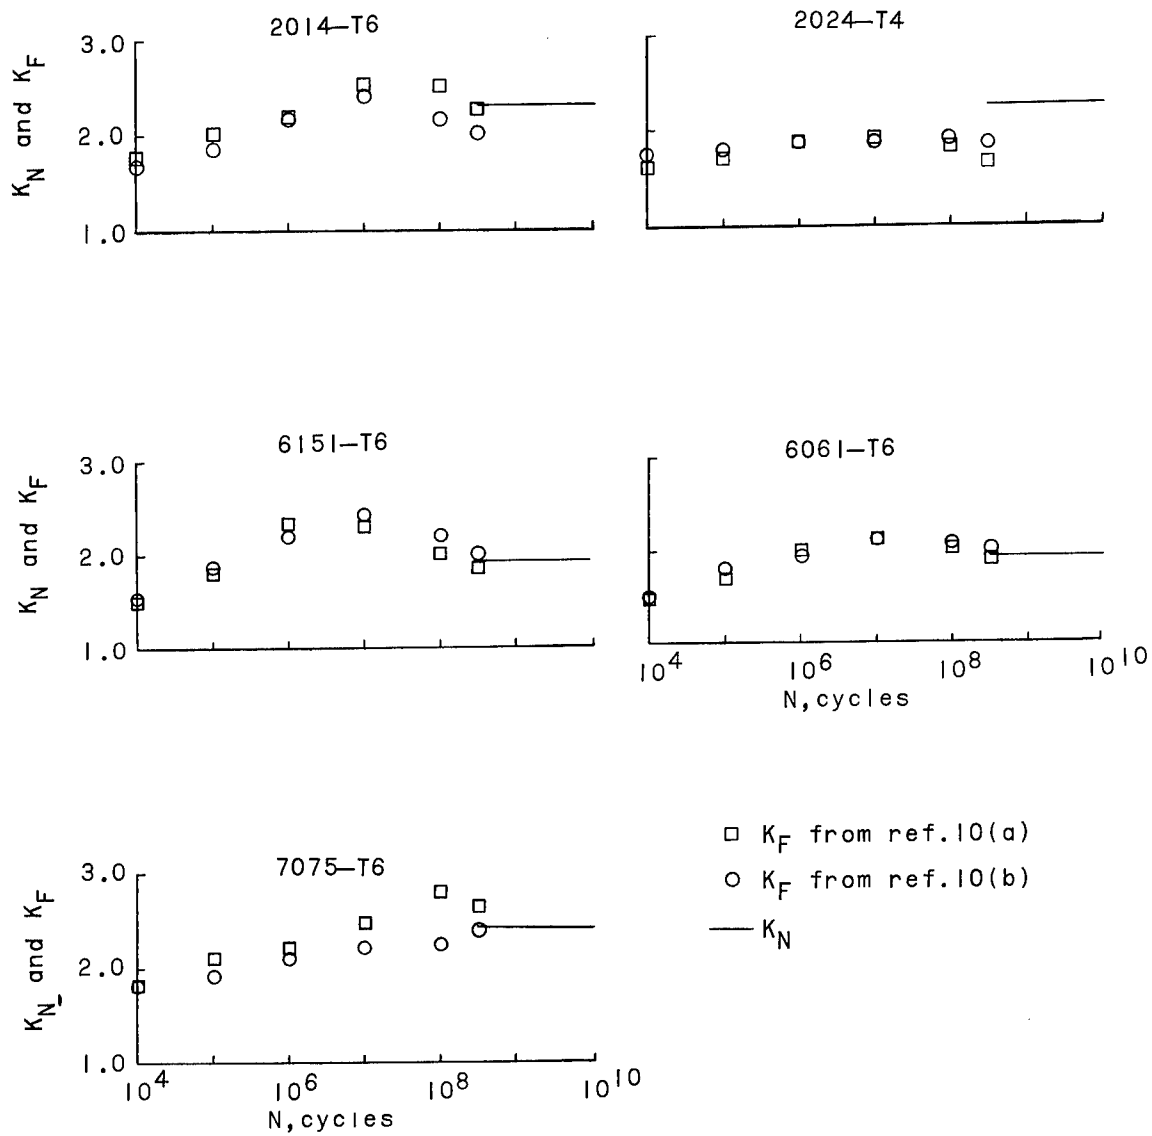 2014—T6
2024—T4
3.0
2.0
1.0
K_N and K_F
6151—T6
6061—T6
3.0
2.0
1.0
K_N and K_F
10^4 10^6 10^8 10^10
N,cycles
7075—T6
3.0
2.0
1.0
K_N and K_F
10^4 10^6 10^8 10^10
N,cycles
K_F from ref.10(a)
K_F from ref.10(b)
K_N